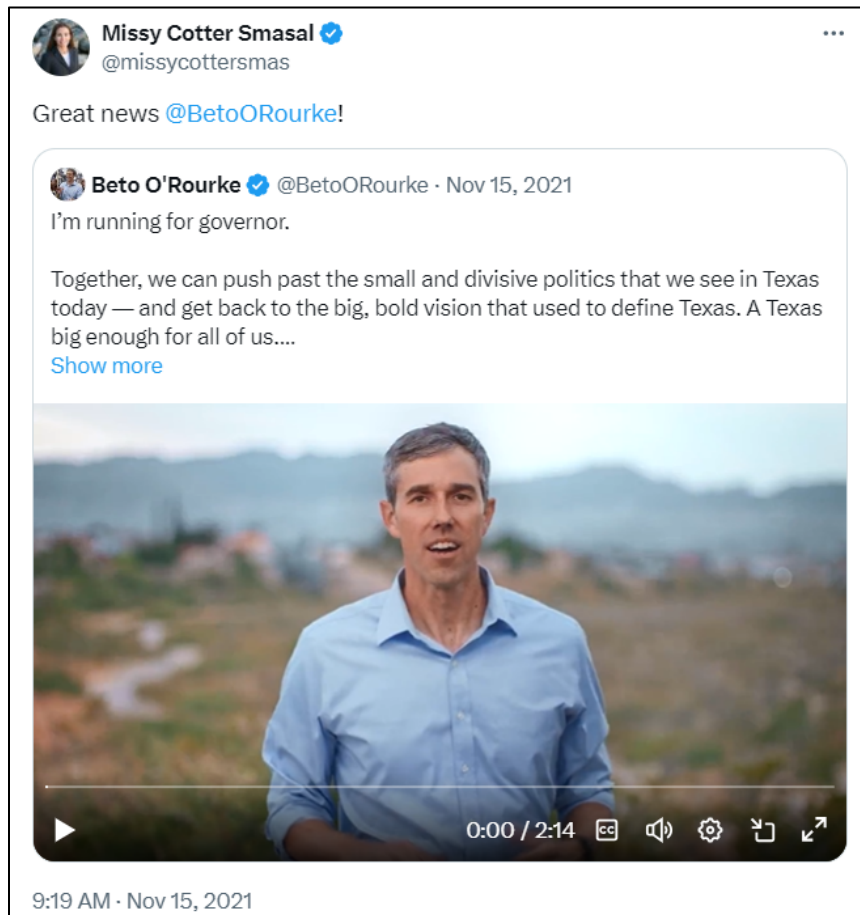 Missy Cotter Smasal
@missycottersmas
Great news @BetoORourke!
Beto O'Rourke @BetoORourke · Nov 15, 2021
I’m running for governor.
Together, we can push past the small and divisive politics that we see in Texas
today — and get back to the big, bold vision that used to define Texas. A Texas
big enough for all of us....
Show more
0:00 / 2:14 CC
9:19 AM · Nov 15, 2021